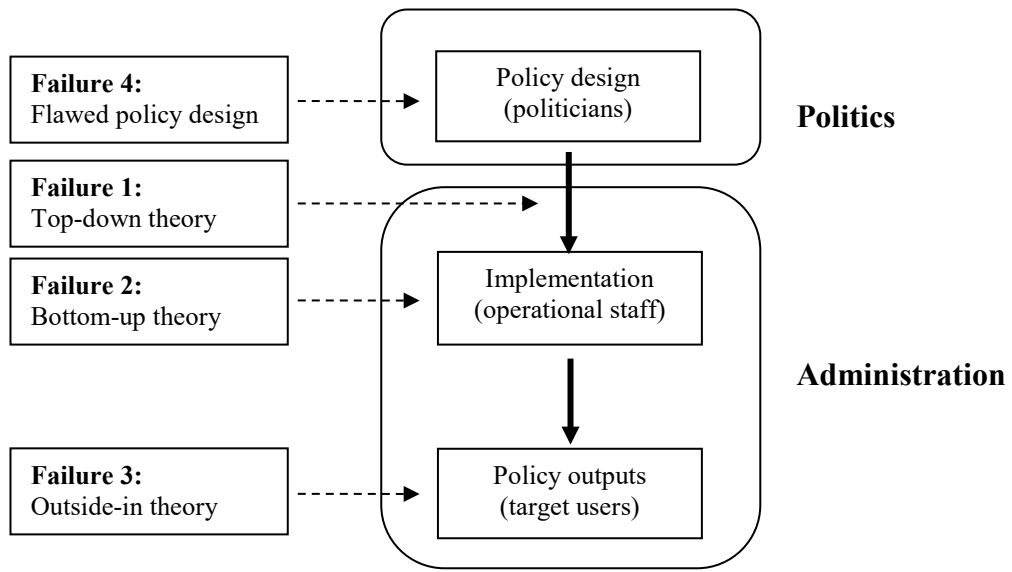 Failure 4:
Flawed policy design
Policy design
(politicians)
Politics
Failure 1:
Top-down theory
Failure 2:
Bottom-up theory
Implementation
(operational staff)
Administration
Failure 3:
Outside-in theory
Policy outputs
(target users)